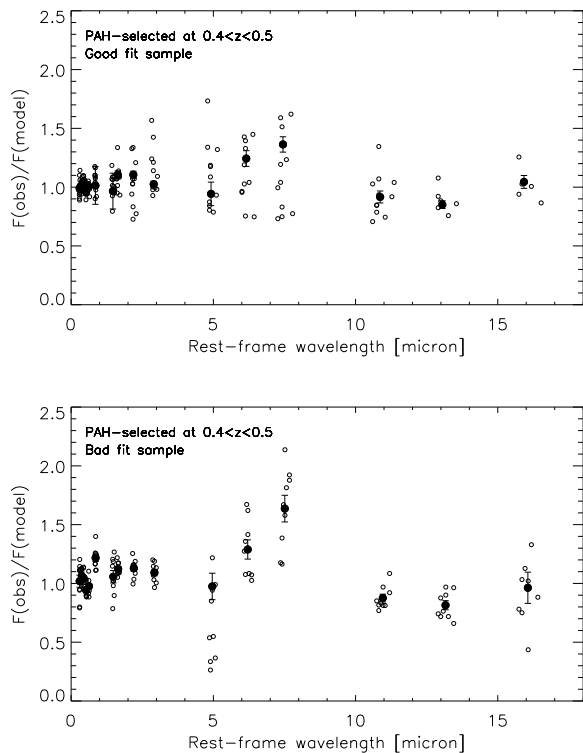 PAH-selected at 0.4<z<0.5
Good fit sample
F(obs)/F(model)
2.5
2.0
1.5
1.0
0.5
0.0
0 5 10 15
Rest-frame wavelength [micron]
PAH-selected at 0.4<z<0.5
Bad fit sample
F(obs)/F(model)
2.5
2.0
1.5
1.0
0.5
0.0
0 5 10 15
Rest-frame wavelength [micron]